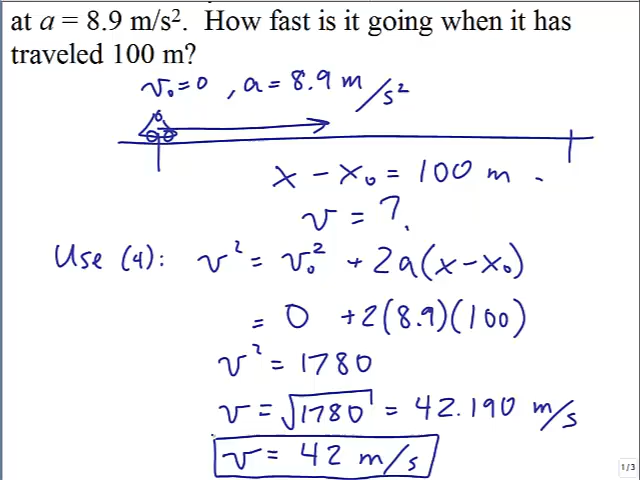 at a = 8.9 m/s². How fast is it going when it has
traveled 100 m?
v₀ = 0 , a = 8.9 m/s²
x - x₀ = 100 m
v = ?
Use (4): v² = v₀² + 2a(x-x₀)
= 0 + 2(8.9)(100)
v² = 1780
v = √1780 = 42.190 m/s
v = 42 m/s
1/3